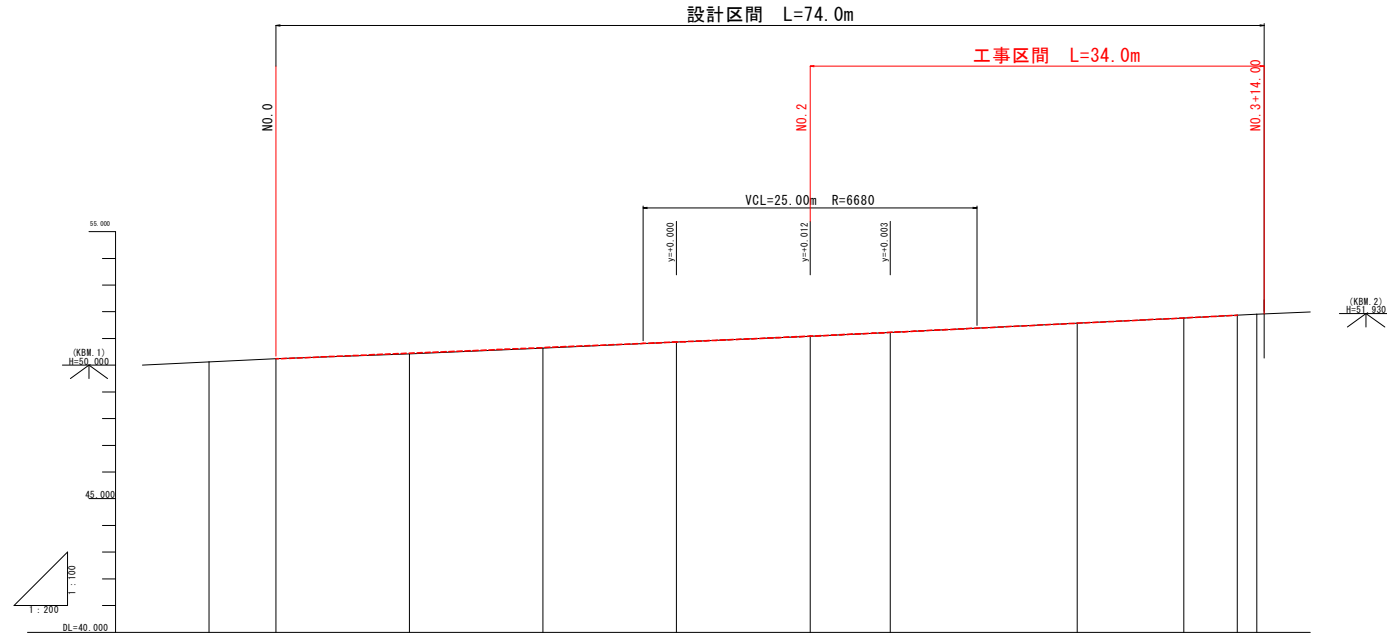 設計区間 L=74.0m
工事区間 L=34.0m
NO.0
NO.2
NO.3+14.00
VCL=25.00m R=6680
y=+0.000
y=+0.012
y=+0.003
55.000
(KBM.1)
H=50.000
(KBM.2)
H=51.930
45.000
1:100
1:200
DL=40.000